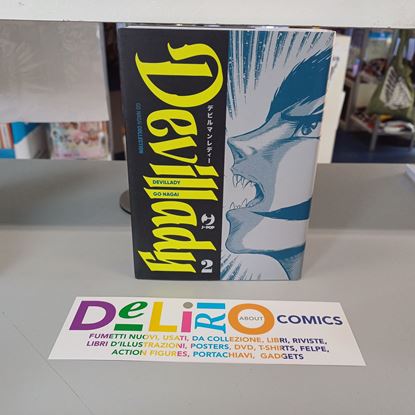 Devillady
GO NAGAI COLLECTION
デビルマンレディー
DEVILLADY
GO NAGAI
J-POP
2
DeLiRiO ABOUT COMICS
FUMETTI NUOVI, USATI, DA COLLEZIONE, LIBRI, RIVISTE,
LIBRI D'ILLUSTRAZIONI, POSTERS, DVD, T-SHIRTS, FELPE,
ACTION FIGURES, PORTACHIAVI, GADGETS